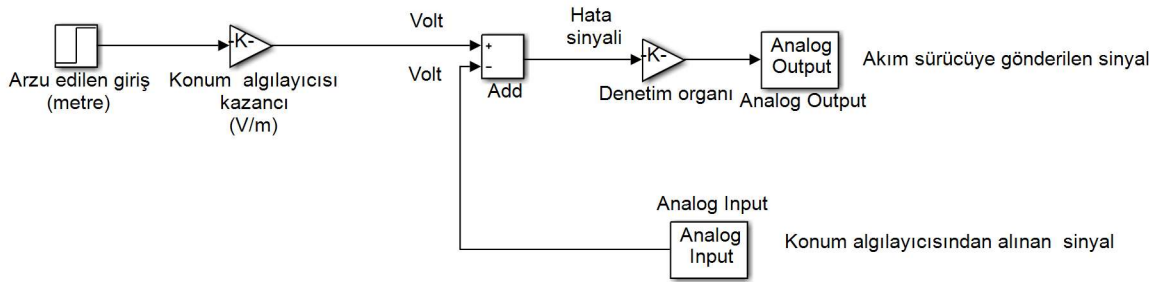 Arzu edilen giriş
(metre)
-K-
Konum algılayıcısı
kazancı
(V/m)
Volt
Volt
+
−
Add
Hata
sinyali
-K-
Denetim organı
Analog
Output
Analog Output
Akım sürücüye gönderilen sinyal
Analog Input
Analog
Input
Konum algılayıcısından alınan sinyal